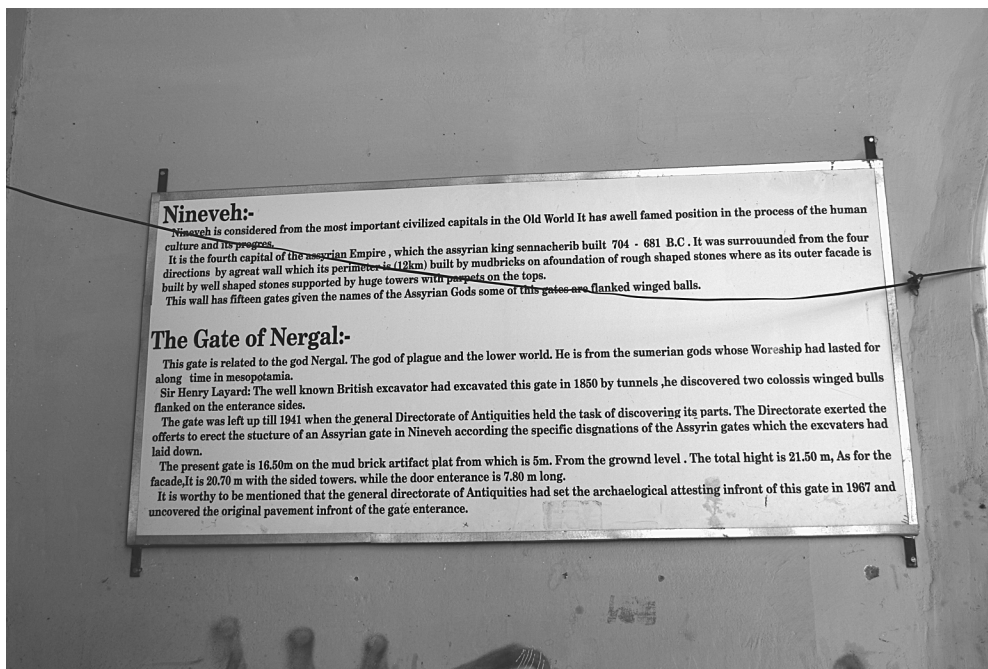 Nineveh:-
Nineveh is considered from the most important civilized capitals in the Old World It has awell famed position in the process of the human
culture and its progres.
It is the fourth capital of the assyrian Empire , which the assyrian king sennacherib built 704 - 681 B.C . It was surrouunded from the four
directions by agreat wall which its perimeter is (12km) built by mudbricks on afoundation of rough shaped stones where as its outer facade is
built by well shaped stones supported by huge towers with parpets on the tops.
This wall has fifteen gates given the names of the Assyrian Gods some of this gates are flanked winged balls.
The Gate of Nergal:-
This gate is related to the god Nergal. The god of plague and the lower world. He is from the sumerian gods whose Woreship had lasted for
along time in mesopotamia.
Sir Henry Layard: The well known British excavator had excavated this gate in 1850 by tunnels ,he discovered two colossis winged bulls
flanked on the enterance sides.
The gate was left up till 1941 when the general Directorate of Antiquities held the task of discovering its parts. The Directorate exerted the
offerts to erect the stucture of an Assyrian gate in Nineveh according the specific disgnations of the Assyrin gates which the excvaters had
laid down.
The present gate is 16.50m on the mud brick artifact plat from which is 5m. From the grownd level . The total hight is 21.50 m, As for the
facade,It is 20.70 m with the sided towers. while the door enterance is 7.80 m long.
It is worthy to be mentioned that the general directorate of Antiquities had set the archaelogical attesting infront of this gate in 1967 and
uncovered the original pavement infront of the gate enterance.